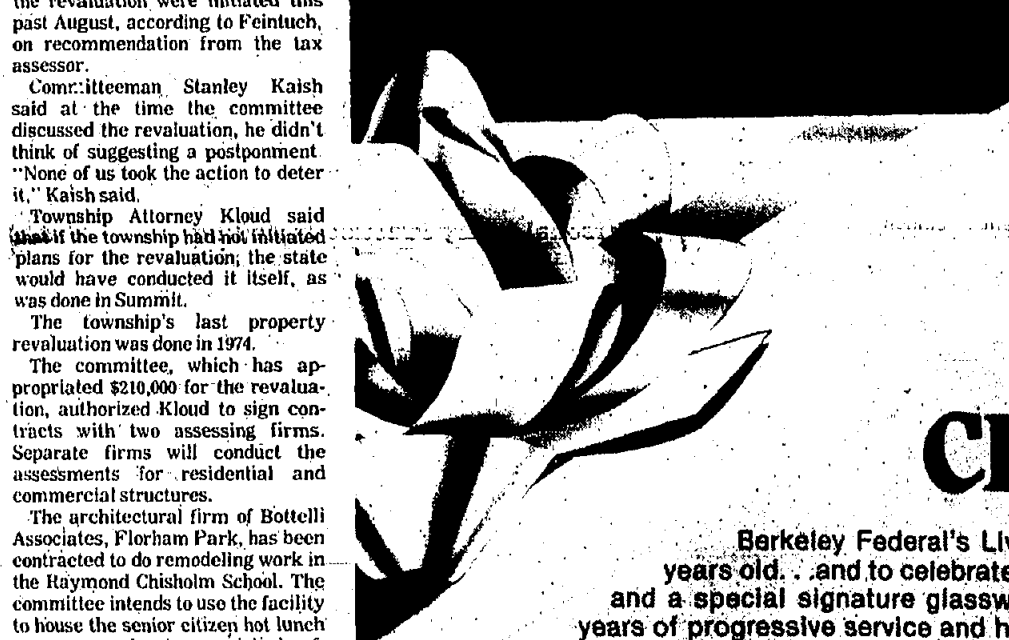 the revaluation were initiated this
past August, according to Feintuch,
on recommendation from the tax
assessor.
Committeeman Stanley Kaish
said at the time the committee
discussed the revaluation, he didn't
think of suggesting a postponment.
"None of us took the action to deter
it," Kaish said.
Township Attorney Kloud said
that if the township had not initiated
plans for the revaluation, the state
would have conducted it itself, as
was done in Summit.
The township's last property
revaluation was done in 1974.
The committee, which has ap-
propriated $210,000 for the revalua-
tion, authorized Kloud to sign con-
tracts with two assessing firms.
Separate firms will conduct the
assessments for residential and
commercial structures.
The architectural firm of Bottelli
Associates, Florham Park, has been
contracted to do remodeling work in
the Raymond Chisholm School. The
committee intends to use the facility
to house the senior citizen hot lunch
Berkeley Federal's Liv
years old. . .and to celebrate
and a special signature glassw
years of progressive service and h